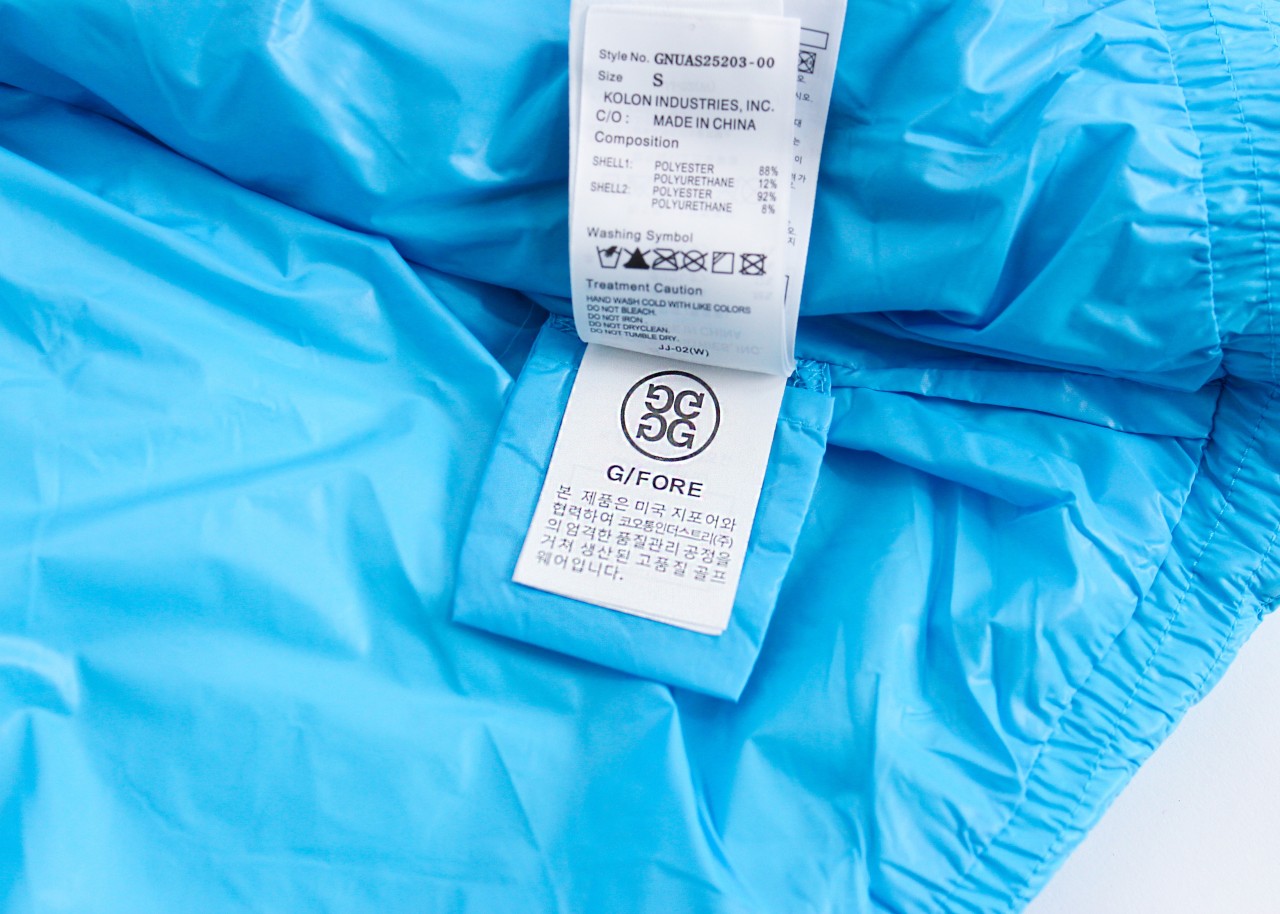 Style No. GNUAS25203-00
Size S
KOLON INDUSTRIES, INC.
C/O : MADE IN CHINA
Composition
SHELL1: POLYESTER 88%
POLYURETHANE 12%
SHELL2: POLYESTER 92%
POLYURETHANE 8%
Washing Symbol
Treatment Caution
HAND WASH COLD WITH LIKE COLORS
DO NOT BLEACH.
DO NOT IRON.
DO NOT DRYCLEAN.
DO NOT TUMBLE DRY.
JJ-02(W)
G/FORE
본 제품은 미국 지포어와
협력하여 코오롱인더스트리(주)
의 엄격한 품질관리 공정을
거쳐 생산된 고품질 골프
웨어입니다.